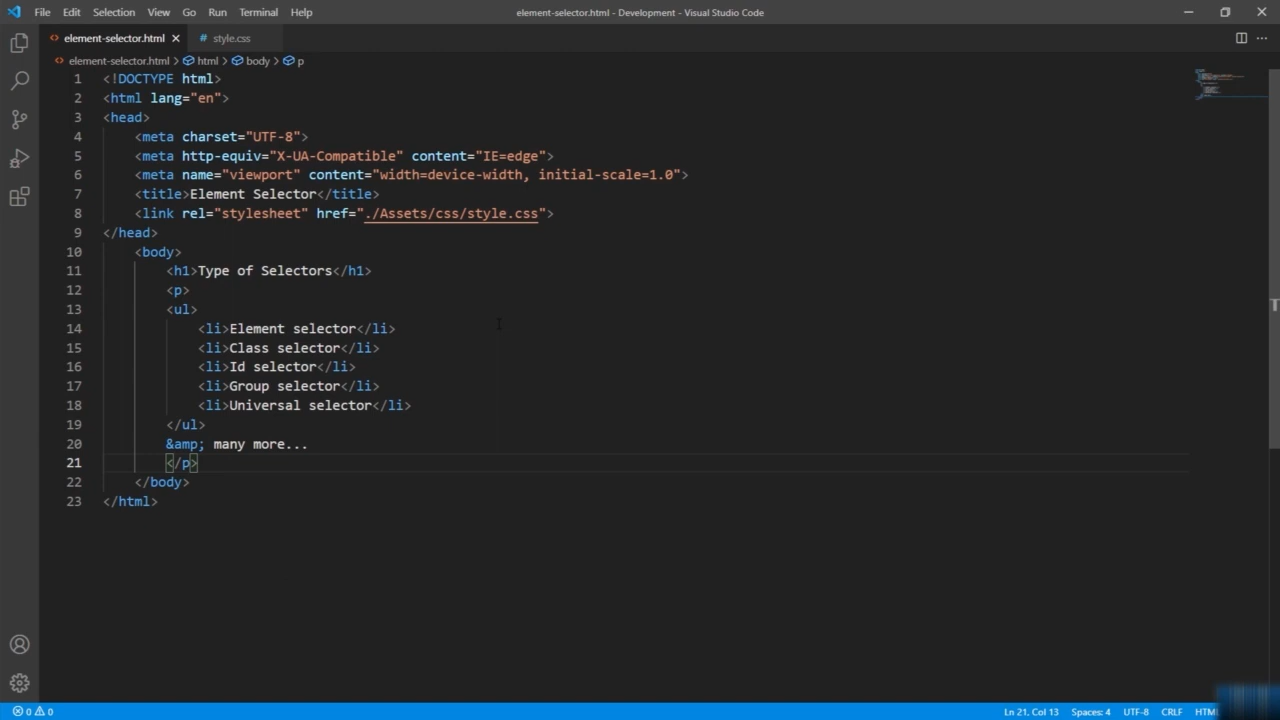 File Edit Selection View Go Run Terminal Help element-selector.html - Development - Visual Studio Code
element-selector.html style.css
element-selector.html > html > body > p
1 <!DOCTYPE html>
2 <html lang="en">
3 <head>
4 <meta charset="UTF-8">
5 <meta http-equiv="X-UA-Compatible" content="IE=edge">
6 <meta name="viewport" content="width=device-width, initial-scale=1.0">
7 <title>Element Selector</title>
8 <link rel="stylesheet" href="./Assets/css/style.css">
9 </head>
10 <body>
11 <h1>Type of Selectors</h1>
12 <p>
13 <ul>
14 <li>Element selector</li>
15 <li>Class selector</li>
16 <li>Id selector</li>
17 <li>Group selector</li>
18 <li>Universal selector</li>
19 </ul>
20 &amp; many more...
21 </p>
22 </body>
23 </html>
0 0 Ln 21, Col 13 Spaces: 4 UTF-8 CRLF